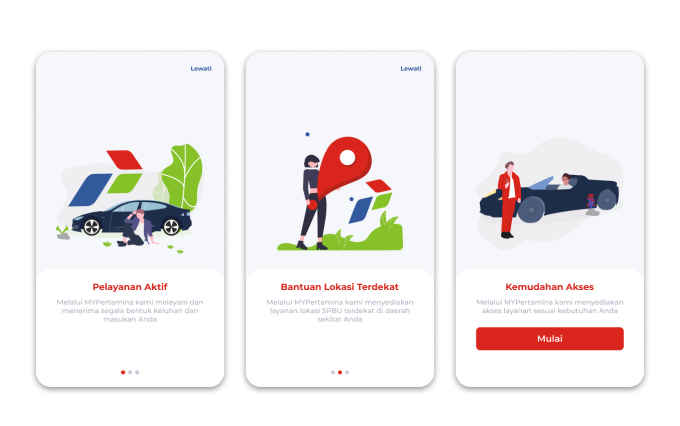 Lewati
Pelayanan Aktif
Melalui MYPertamina kami melayani dan
menerima segala bentuk keluhan dan
masukan Anda
Lewati
Bantuan Lokasi Terdekat
Melalui MYPertamina kami menyediakan
layanan lokasi SPBU terdekat di daerah
sekitar Anda
Kemudahan Akses
Melalui MYPertamina kami menyediakan
akses layanan sesuai kebutuhan Anda
Mulai